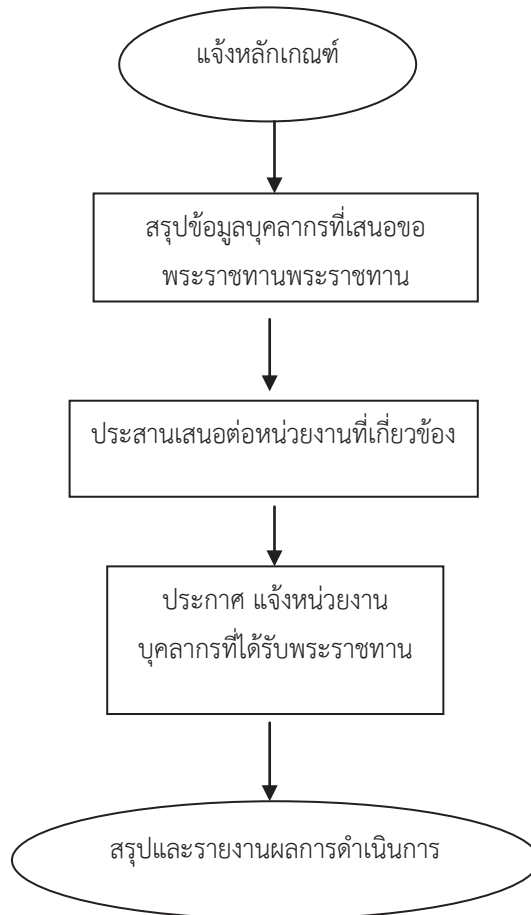 แจ้งหลักเกณฑ์
สรุปข้อมูลบุคลากรที่เสนอขอ
พระราชทานพระราชทาน
ประสานเสนอต่อหน่วยงานที่เกี่ยวข้อง
ประกาศ แจ้งหน่วยงาน
บุคลากรที่ได้รับพระราชทาน
สรุปและรายงานผลการดำเนินการ